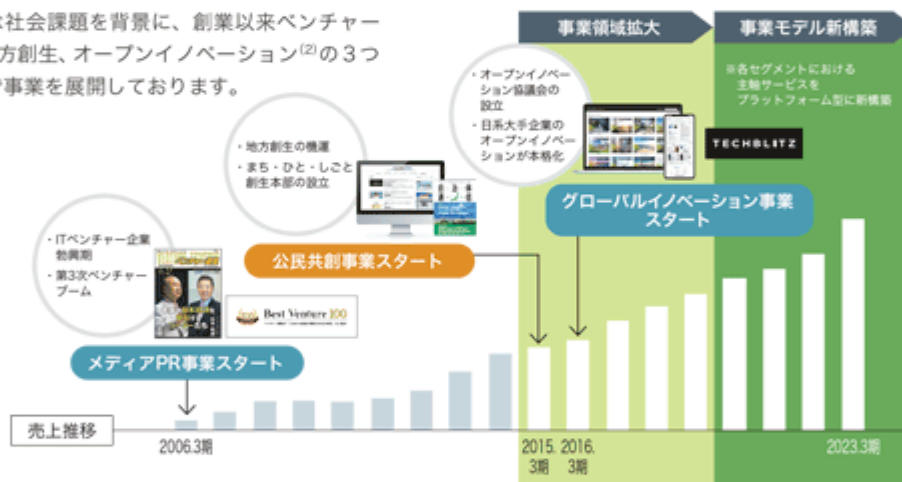 な社会課題を背景に、創業以来ベンチャー
方創生、オープンイノベーション(2)の3つ
事業を展開しております。
事業領域拡大
事業モデル新構築
※各セグメントにおける
主軸サービスを
プラットフォーム型に新構築
・オープンイノベー
ション協議会の
設立
・日系大手企業の
オープンイノベー
ションが本格化
TECHBLITZ
グローバルイノベーション事業
スタート
・地方創生の機運
・まち・ひと・しごと
創生本部の設立
公民共創事業スタート
・ITベンチャー企業
勃興期
・第3次ベンチャー
ブーム
Best Venture 100
メディアPR事業スタート
売上推移
2006.3期
2015.
3期
2016.
3期
2023.3期